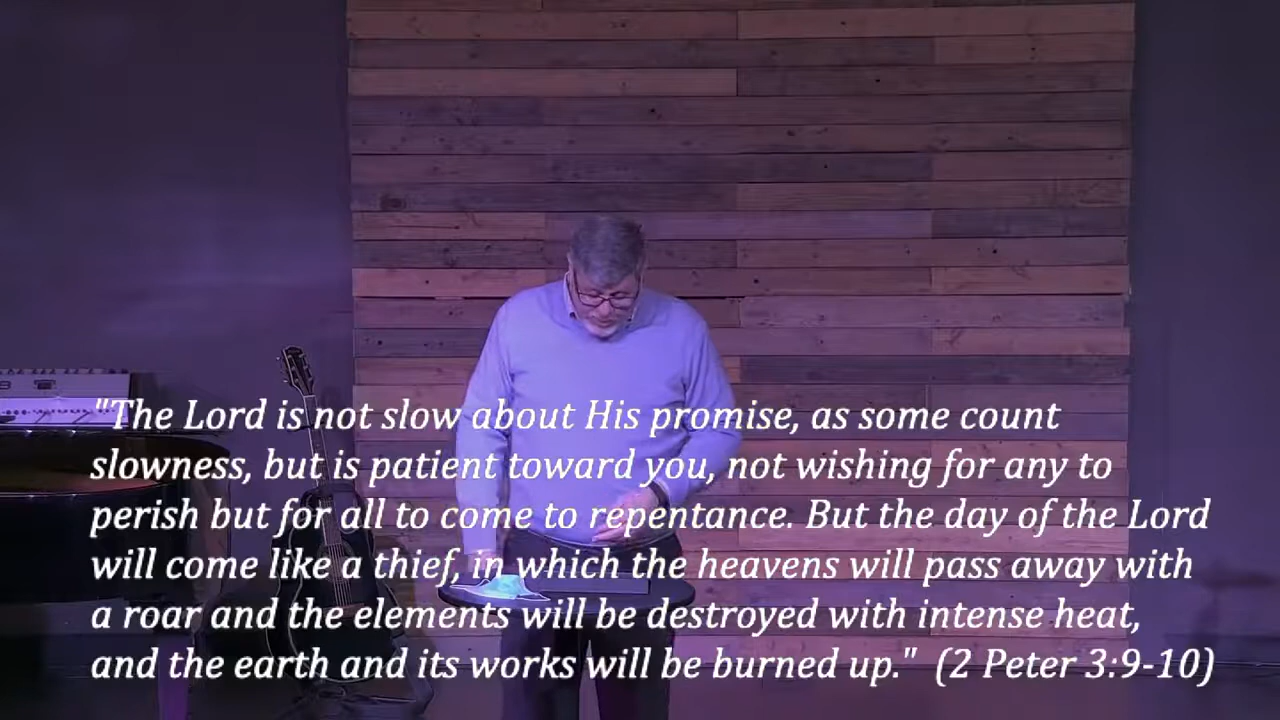 "The Lord is not slow about His promise, as some count
slowness, but is patient toward you, not wishing for any to
perish but for all to come to repentance. But the day of the Lord
will come like a thief, in which the heavens will pass away with
a roar and the elements will be destroyed with intense heat,
and the earth and its works will be burned up." (2 Peter 3:9-10)